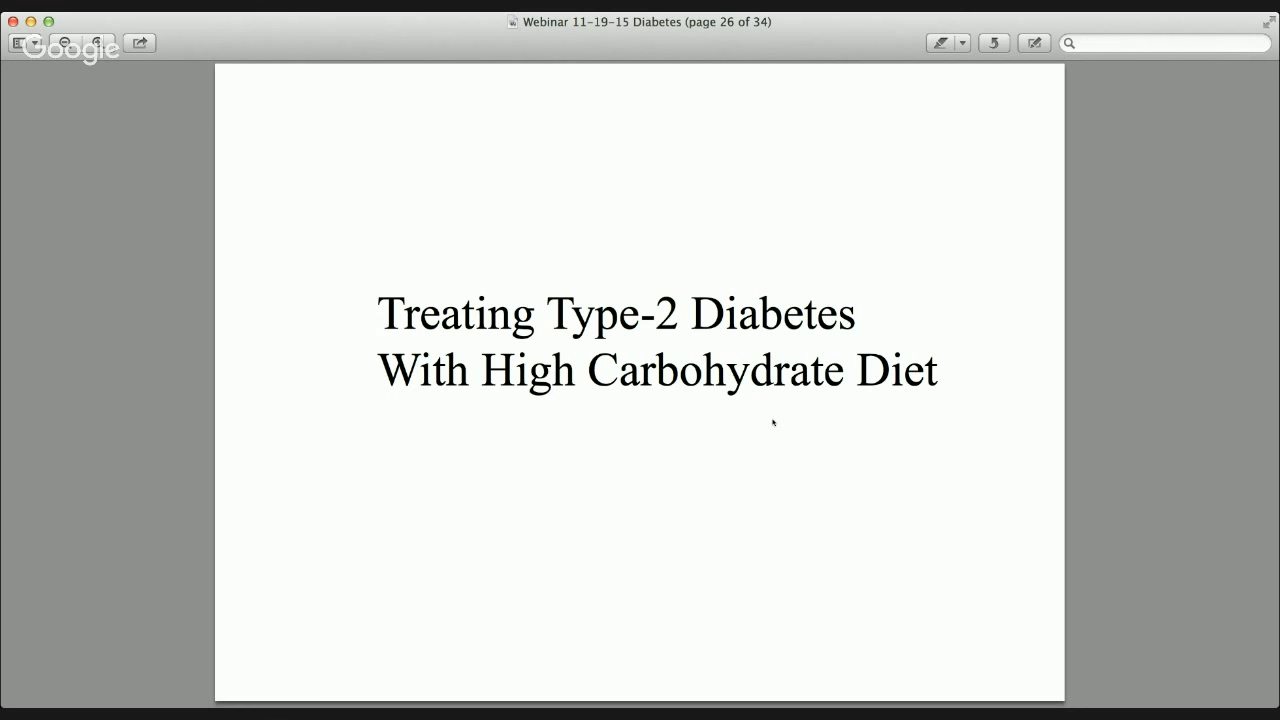 Webinar 11-19-15 Diabetes (page 26 of 34)
Google
Treating Type-2 Diabetes
With High Carbohydrate Diet